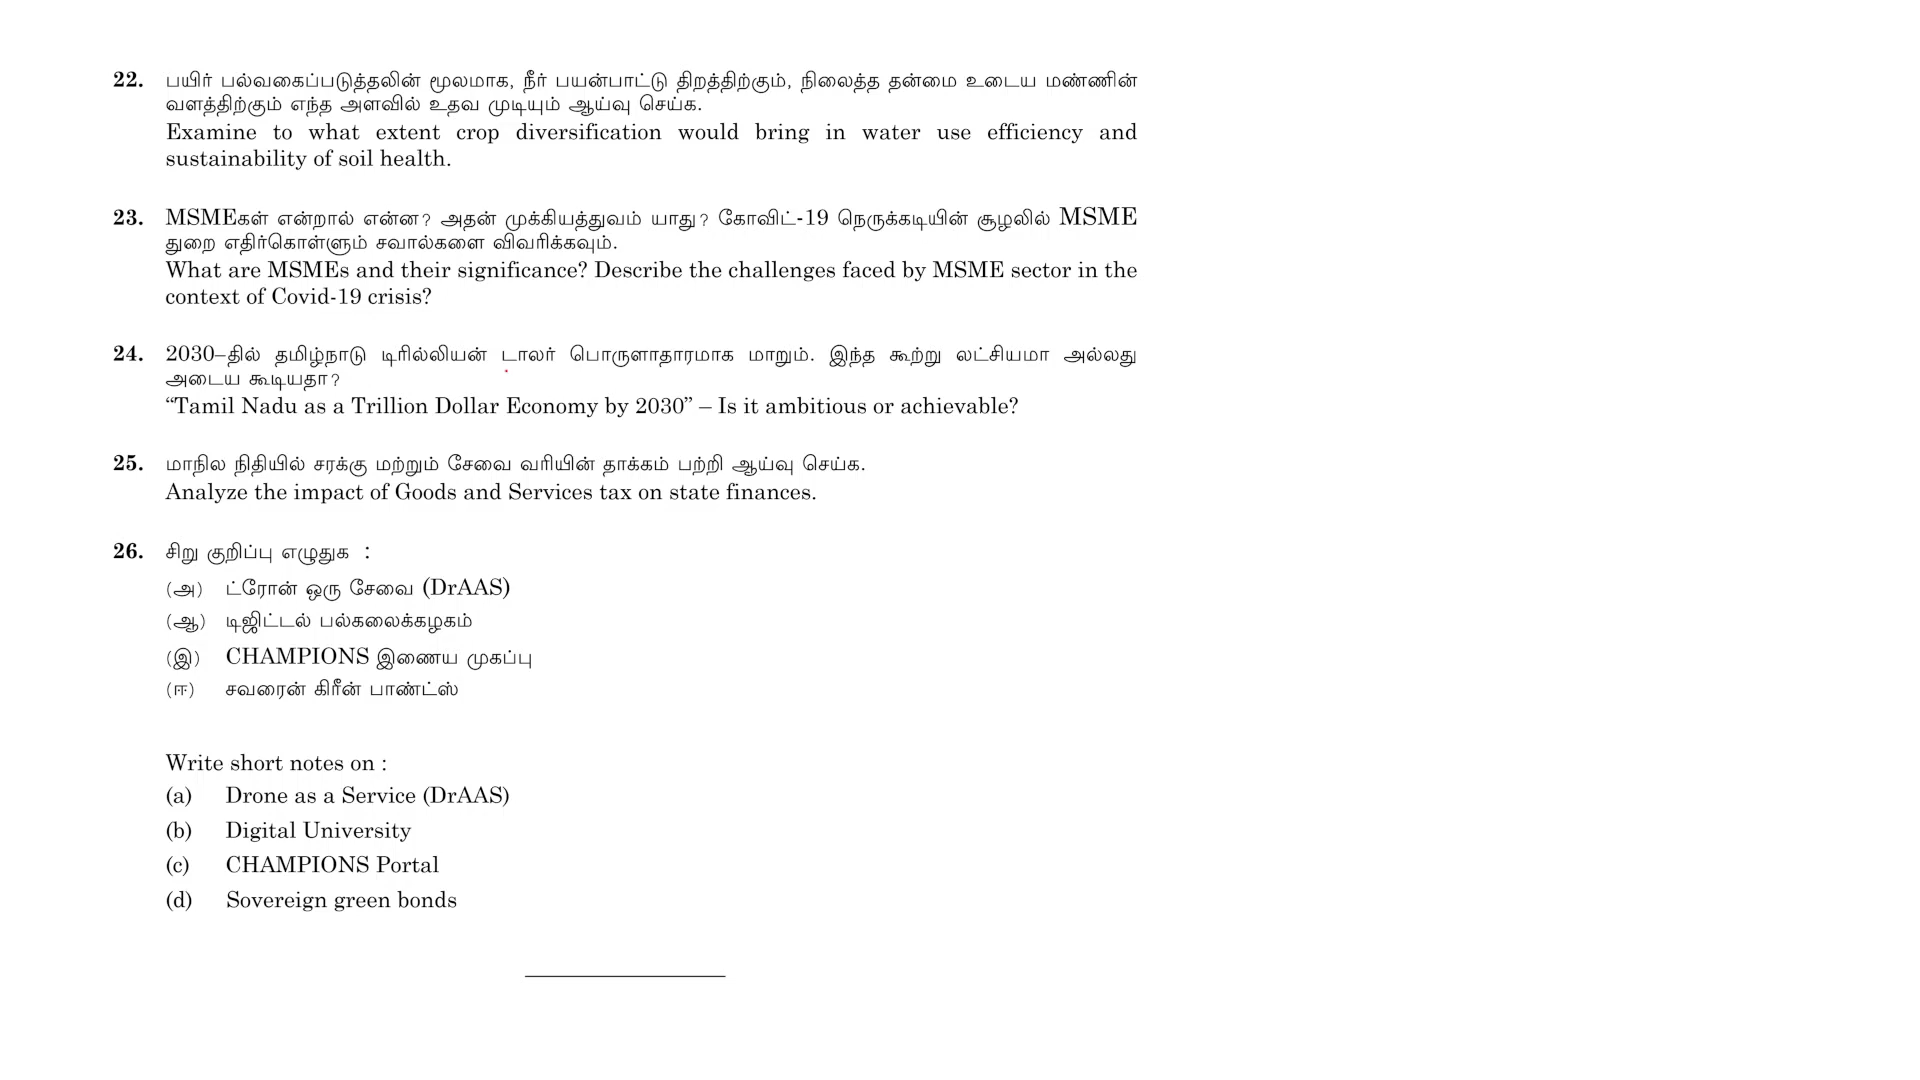 22. பயிர் பல்வகைப்படுத்தலின் மூலமாக, நீர் பயன்பாட்டு திறத்திற்கும், நிலைத்த தன்மை உடைய மண்ணின்
வளத்திற்கும் எந்த அளவில் உதவ முடியும் ஆய்வு செய்க.
Examine to what extent crop diversification would bring in water use efficiency and
sustainability of soil health.
23. MSMEகள் என்றால் என்ன? அதன் முக்கியத்துவம் யாது? கோவிட்-19 நெருக்கடியின் சூழலில் MSME
துறை எதிர்கொள்ளும் சவால்களை விவரிக்கவும்.
What are MSMEs and their significance? Describe the challenges faced by MSME sector in the
context of Covid-19 crisis?
24. 2030–தில் தமிழ்நாடு டிரில்லியன் டாலர் பொருளாதாரமாக மாறும். இந்த கூற்று லட்சியமா அல்லது
அடைய கூடியதா?
“Tamil Nadu as a Trillion Dollar Economy by 2030” – Is it ambitious or achievable?
25. மாநில நிதியில் சரக்கு மற்றும் சேவை வரியின் தாக்கம் பற்றி ஆய்வு செய்க.
Analyze the impact of Goods and Services tax on state finances.
26. சிறு குறிப்பு எழுதுக :
(அ) ட்ரோன் ஒரு சேவை (DrAAS)
(ஆ) டிஜிட்டல் பல்கலைக்கழகம்
(இ) CHAMPIONS இணைய முகப்பு
(ஈ) சவரைன் கிரீன் பாண்ட்ஸ்
Write short notes on :
(a) Drone as a Service (DrAAS)
(b) Digital University
(c) CHAMPIONS Portal
(d) Sovereign green bonds